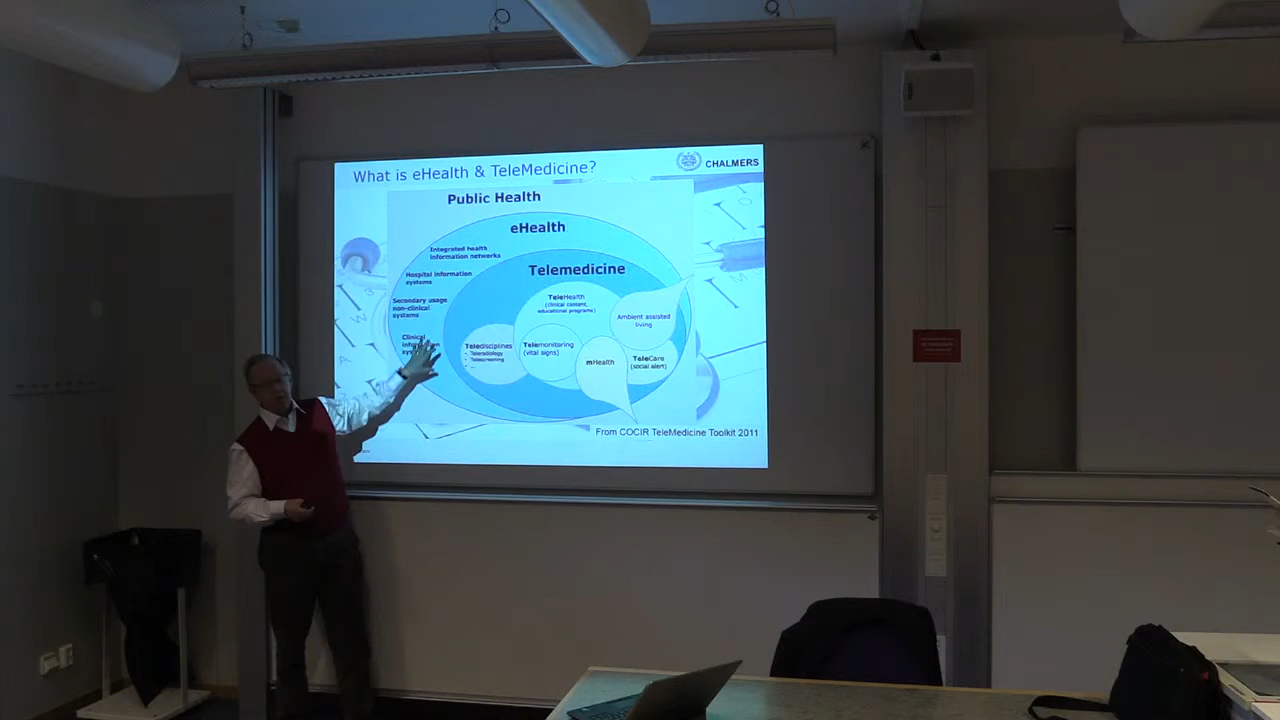 What is eHealth & TeleMedicine?
CHALMERS
Public Health
eHealth
Integrated health
information networks
Hospital information
systems
Secondary usage
non-clinical
systems
Clinical
Telemedicine
TeleHealth
(clinical content,
educational programs)
Ambient assisted
living
Teledisciplines
- Teleradiology
- Telescreening
Telemonitoring
(vital signs)
mHealth
TeleCare
(social alert)
From COCIR TeleMedicine Toolkit 2011